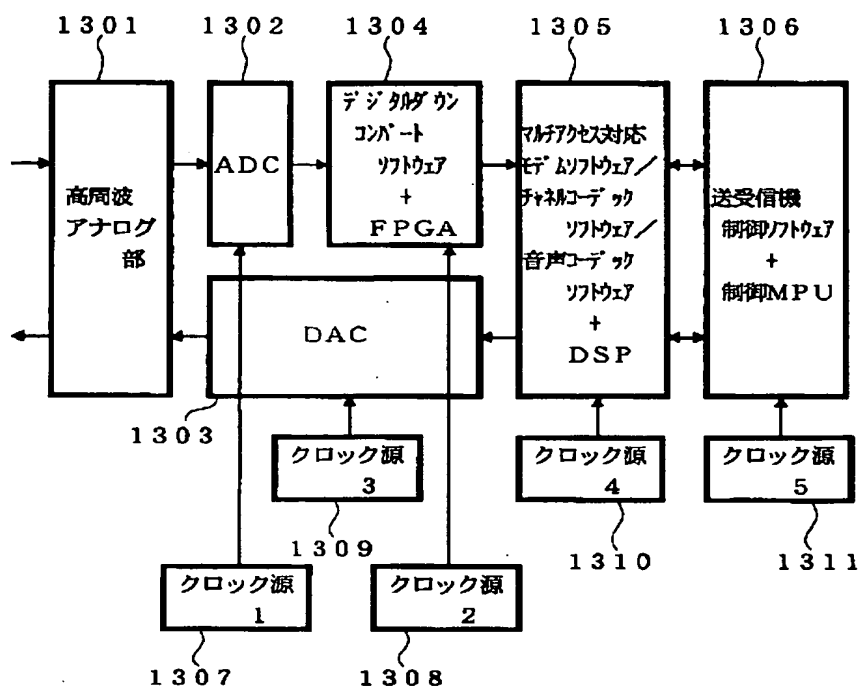 1301
1302
1304
1305
1306
高周波
アナログ
部
ADC
デジタルダウン
コンバート
ソフトウェア
+
FPGA
マルチアクセス対応
モデムソフトウェア/
チャネルコーデック
ソフトウェア/
音声コーデック
ソフトウェア
+
DSP
送受信機
制御ソフトウェア
+
制御MPU
DAC
1303
クロック源
3
1309
クロック源
4
1310
クロック源
5
1311
クロック源
1
1307
クロック源
2
1308